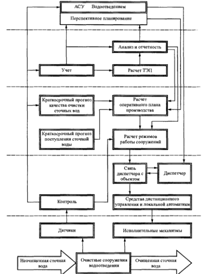 АСУ Водоотведением
Перспективное планирование
Анализ и отчетность
Учет
Расчет ТЭП
Краткосрочный прогноз
качества очистки
сточных вод
Расчет
оперативного плана
производства
Краткосрочный прогноз
поступления сточной
воды
Расчет режимов
работы сооружений
Связь
диспетчера с
объектом
Диспетчер
Контроль
Средства дистанционного
управления и локальной автоматики
Датчики
Исполнительные механизмы
сточная
вода
Очистные сооружения
водоотведения
Очищенная сточная
вода